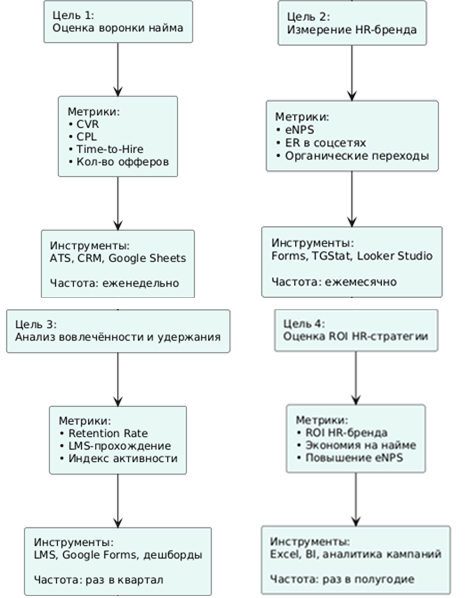 Цель 1:
Оценка воронки найма
Метрики:
• CVR
• CPL
• Time-to-Hire
• Кол-во офферов
Инструменты:
ATS, CRM, Google Sheets
Частота: еженедельно
Цель 2:
Измерение HR-бренда
Метрики:
• eNPS
• ER в соцсетях
• Органические переходы
Инструменты:
Forms, TGStat, Looker Studio
Частота: ежемесячно
Цель 3:
Анализ вовлечённости и удержания
Метрики:
• Retention Rate
• LMS-прохождение
• Индекс активности
Инструменты:
LMS, Google Forms, дешборды
Частота: раз в квартал
Цель 4:
Оценка ROI HR-стратегии
Метрики:
• ROI HR-бренда
• Экономия на найме
• Повышение eNPS
Инструменты:
Excel, BI, аналитика кампаний
Частота: раз в полугодие